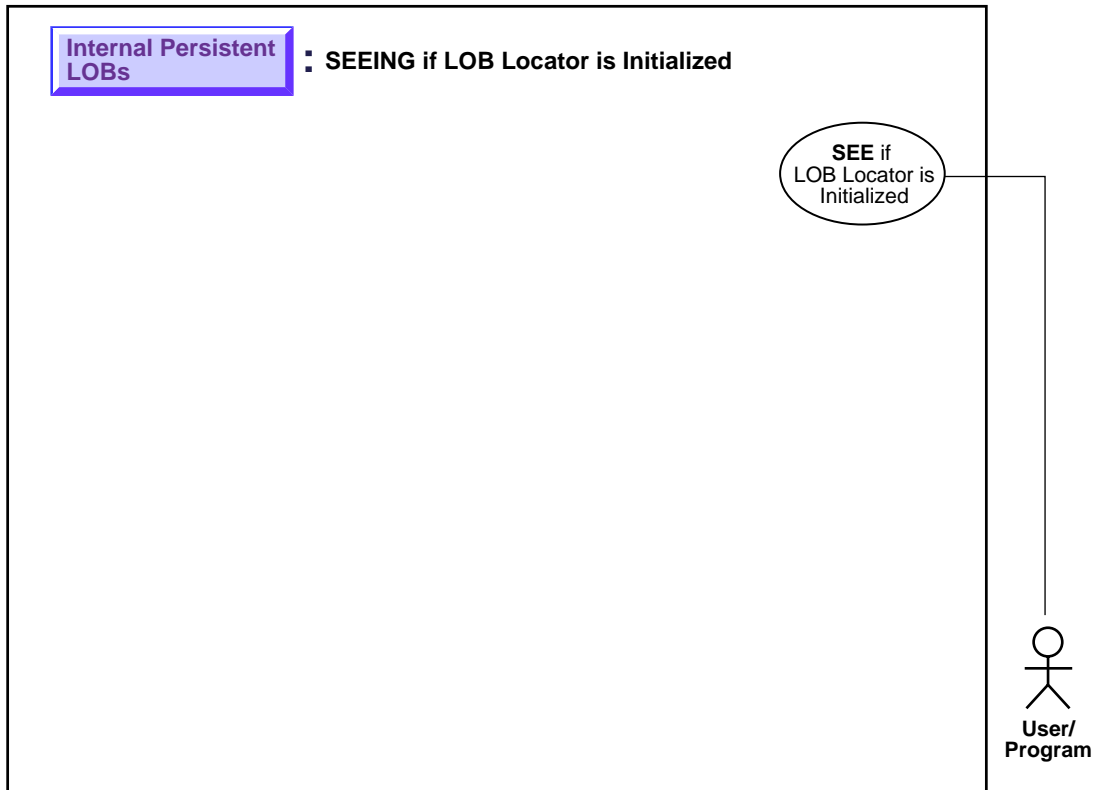 Internal Persistent
LOBs
: SEEING if LOB Locator is Initialized
SEE if
LOB Locator is
Initialized
User/
Program